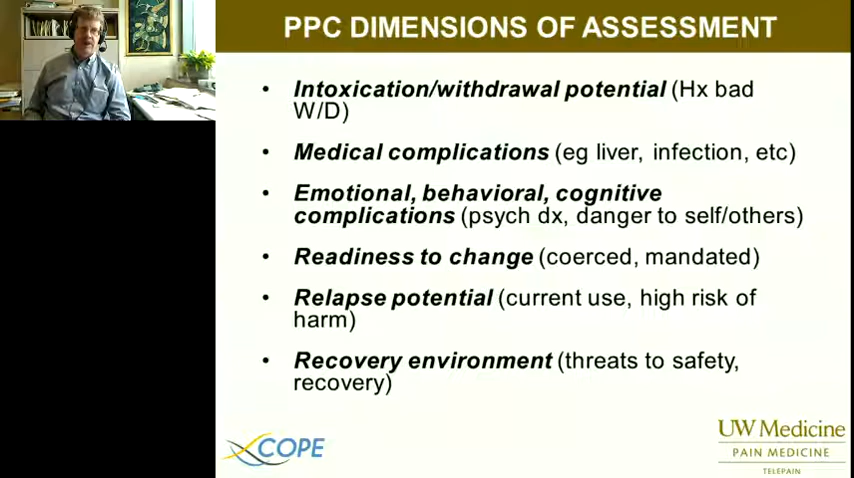 PPC DIMENSIONS OF ASSESSMENT
• Intoxication/withdrawal potential (Hx bad
W/D)
• Medical complications (eg liver, infection, etc)
• Emotional, behavioral, cognitive
complications (psych dx, danger to self/others)
• Readiness to change (coerced, mandated)
• Relapse potential (current use, high risk of
harm)
• Recovery environment (threats to safety,
recovery)
COPE
UW Medicine
PAIN MEDICINE
TELEPAIN